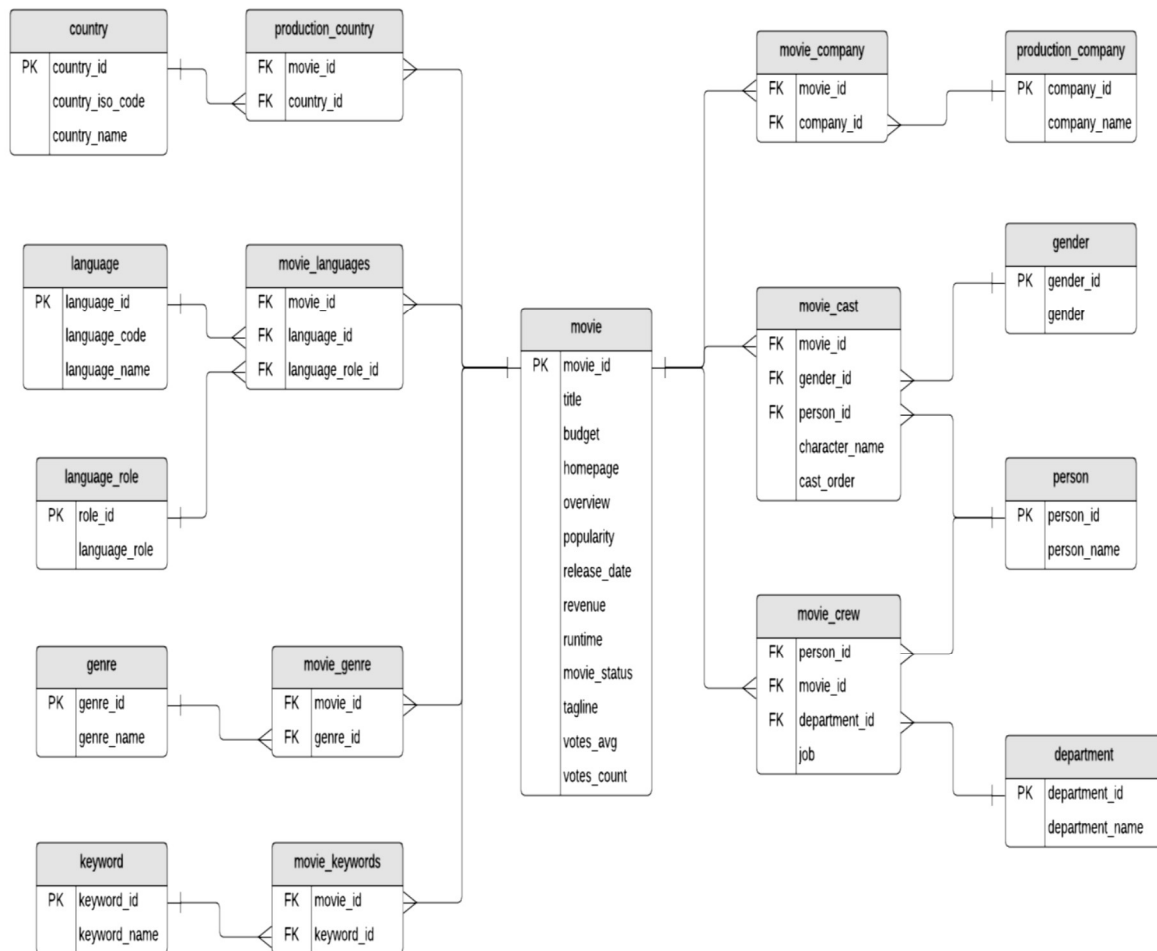 country
PK country_id
country_iso_code
country_name
production_country
FK movie_id
FK country_id
language
PK language_id
language_code
language_name
movie_languages
FK movie_id
FK language_id
FK language_role_id
language_role
PK role_id
language_role
genre
PK genre_id
genre_name
movie_genre
FK movie_id
FK genre_id
keyword
PK keyword_id
keyword_name
movie_keywords
FK movie_id
FK keyword_id
movie
PK movie_id
title
budget
homepage
overview
popularity
release_date
revenue
runtime
movie_status
tagline
votes_avg
votes_count
movie_company
FK movie_id
FK company_id
production_company
PK company_id
company_name
gender
PK gender_id
gender
movie_cast
FK movie_id
FK gender_id
FK person_id
character_name
cast_order
person
PK person_id
person_name
movie_crew
FK person_id
FK movie_id
FK department_id
job
department
PK department_id
department_name